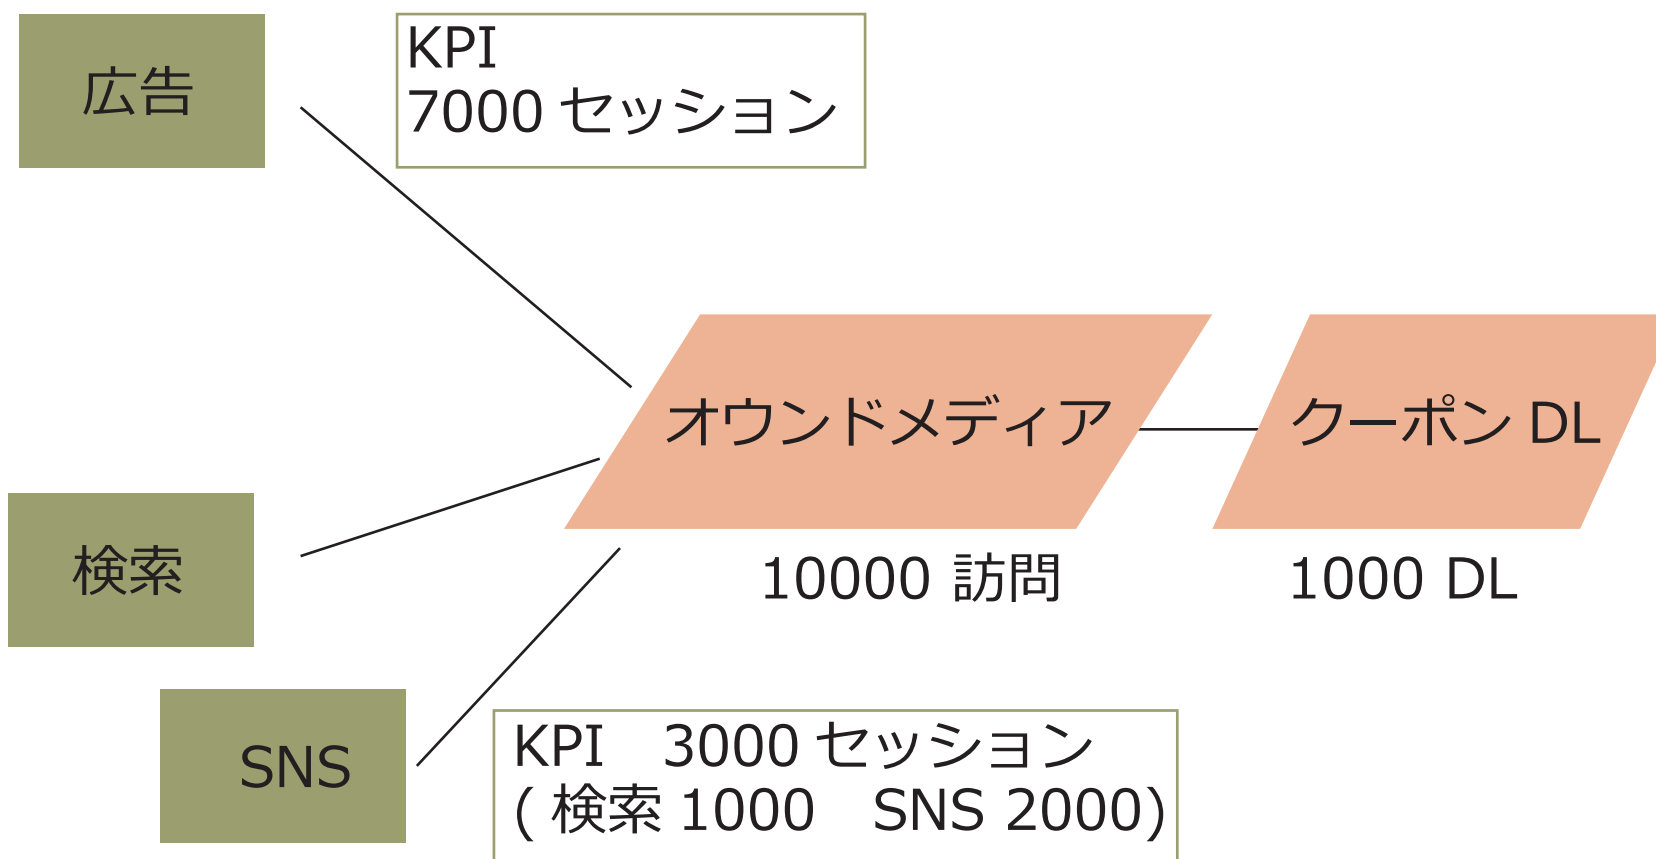 広告
KPI
7000 セッション
オウンドメディア
クーポン DL
10000 訪問
1000 DL
検索
SNS
KPI　3000 セッション
( 検索 1000　SNS 2000)